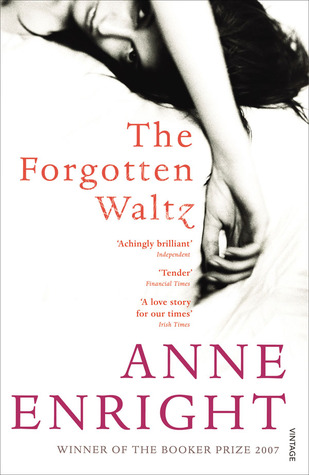 The
Forgotten
Waltz
'Achingly brilliant'
Independent
'Tender'
Financial Times
'A love story
for our times'
Irish Times
ANNE
ENRIGHT
WINNER OF THE BOOKER PRIZE 2007
VINTAGE